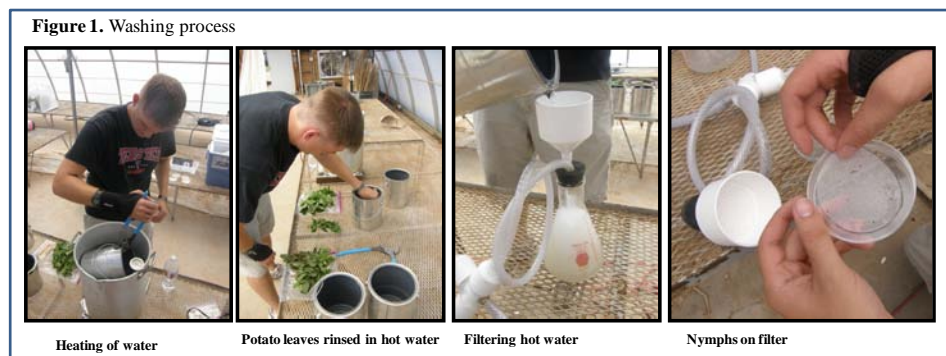 Figure 1. Washing process
Heating of water
Potato leaves rinsed in hot water
Filtering hot water
Nymphs on filter